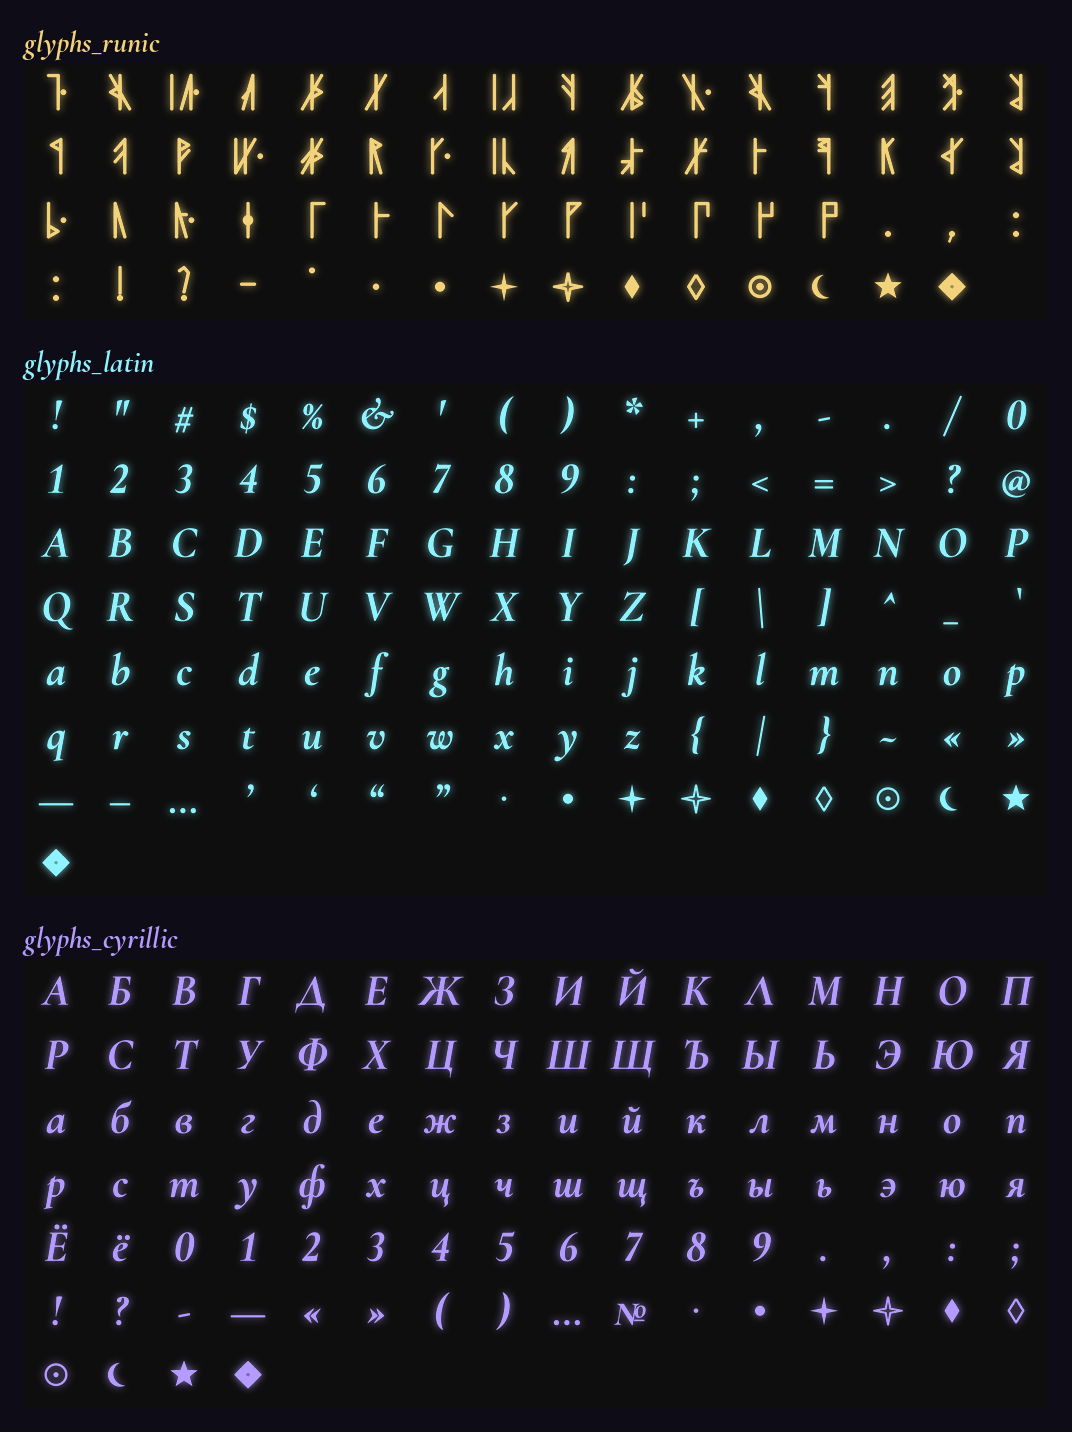 glyphs_runic
. , :
: ! ? - ˙ · • ✦ ✧ ♦ ◊ ◉ ☾ ★ ◈
glyphs_latin
! " # $ % & ' ( ) * + , - . / 0
1 2 3 4 5 6 7 8 9 : ; < = > ? @
A B C D E F G H I J K L M N O P
Q R S T U V W X Y Z [ \ ] ^ _ `
a b c d e f g h i j k l m n o p
q r s t u v w x y z { | } ~ « »
— – … ’ ‘ “ ” · • ✦ ✧ ♦ ◊ ☉ ☾ ★
◈
glyphs_cyrillic
А Б В Г Д Е Ж З И Й К Л М Н О П
Р С Т У Ф Х Ц Ч Ш Щ Ъ Ы Ь Э Ю Я
а б в г д е ж з и й к л м н о п
р с т у ф х ц ч ш щ ъ ы ь э ю я
Ё ё 0 1 2 3 4 5 6 7 8 9 . , : ;
! ? - — « » ( ) … № · • ✦ ✧ ♦ ◊
☉ ☾ ★ ◈